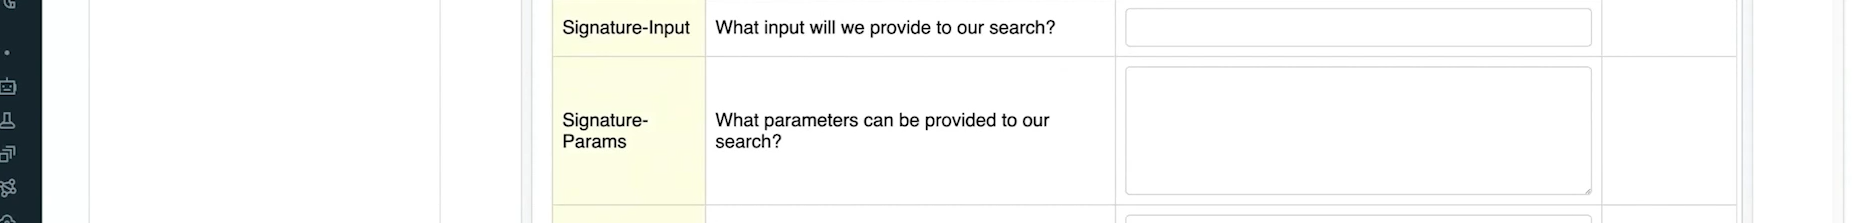 Signature-Input
What input will we provide to our search?
Signature-
Params
What parameters can be provided to our
search?